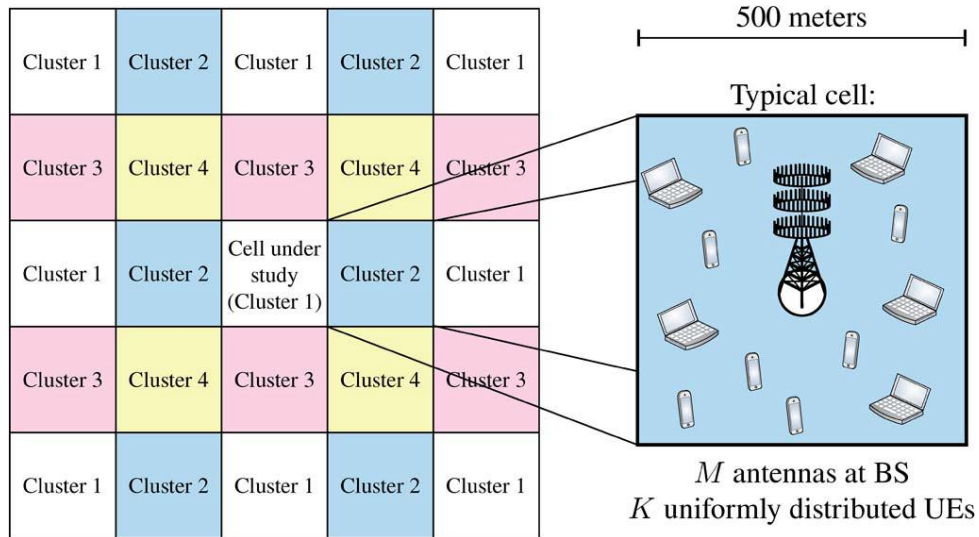 Cluster 1 Cluster 2 Cluster 1 Cluster 2 Cluster 1
Cluster 3 Cluster 4 Cluster 3 Cluster 4 Cluster 3
Cluster 1 Cluster 2 Cell under study (Cluster 1) Cluster 2 Cluster 1
Cluster 3 Cluster 4 Cluster 3 Cluster 4 Cluster 3
Cluster 1 Cluster 2 Cluster 1 Cluster 2 Cluster 1
500 meters
Typical cell:
M antennas at BS
K uniformly distributed UEs